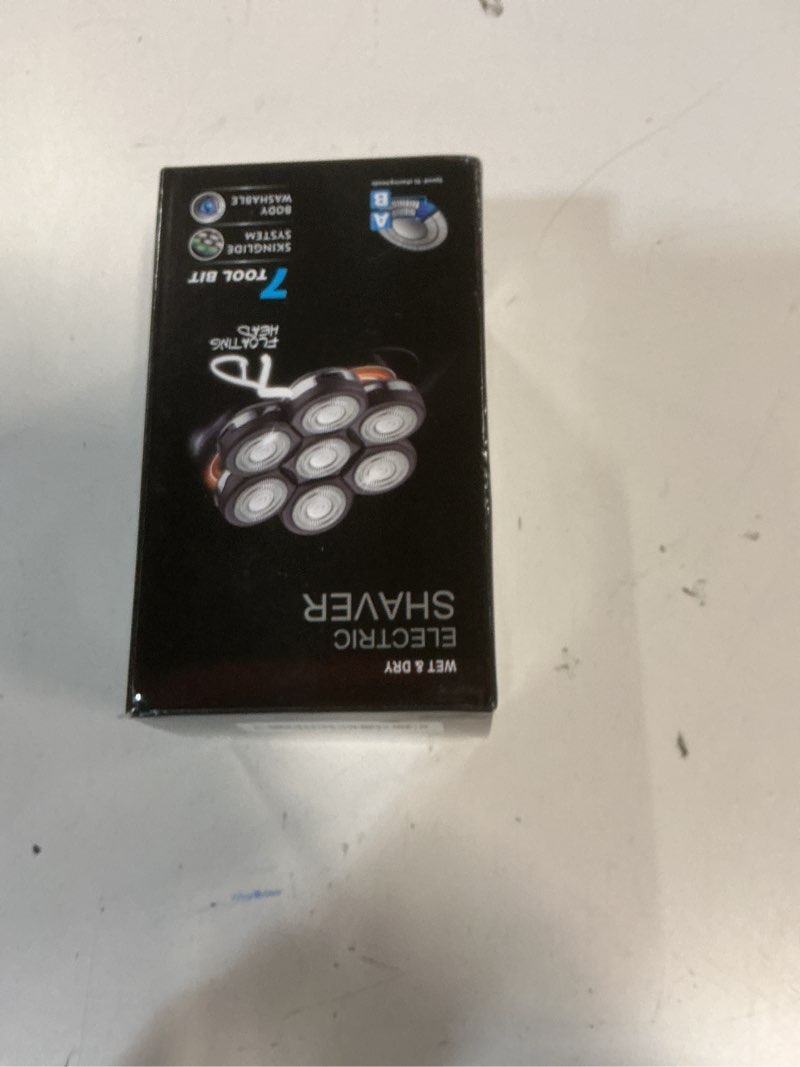 WET & DRY
ELECTRIC
SHAVER
FLOATING
HEAD
7 TOOL BIT
SKINGLIDE
SYSTEM
BODY
WASHABLE
A
B